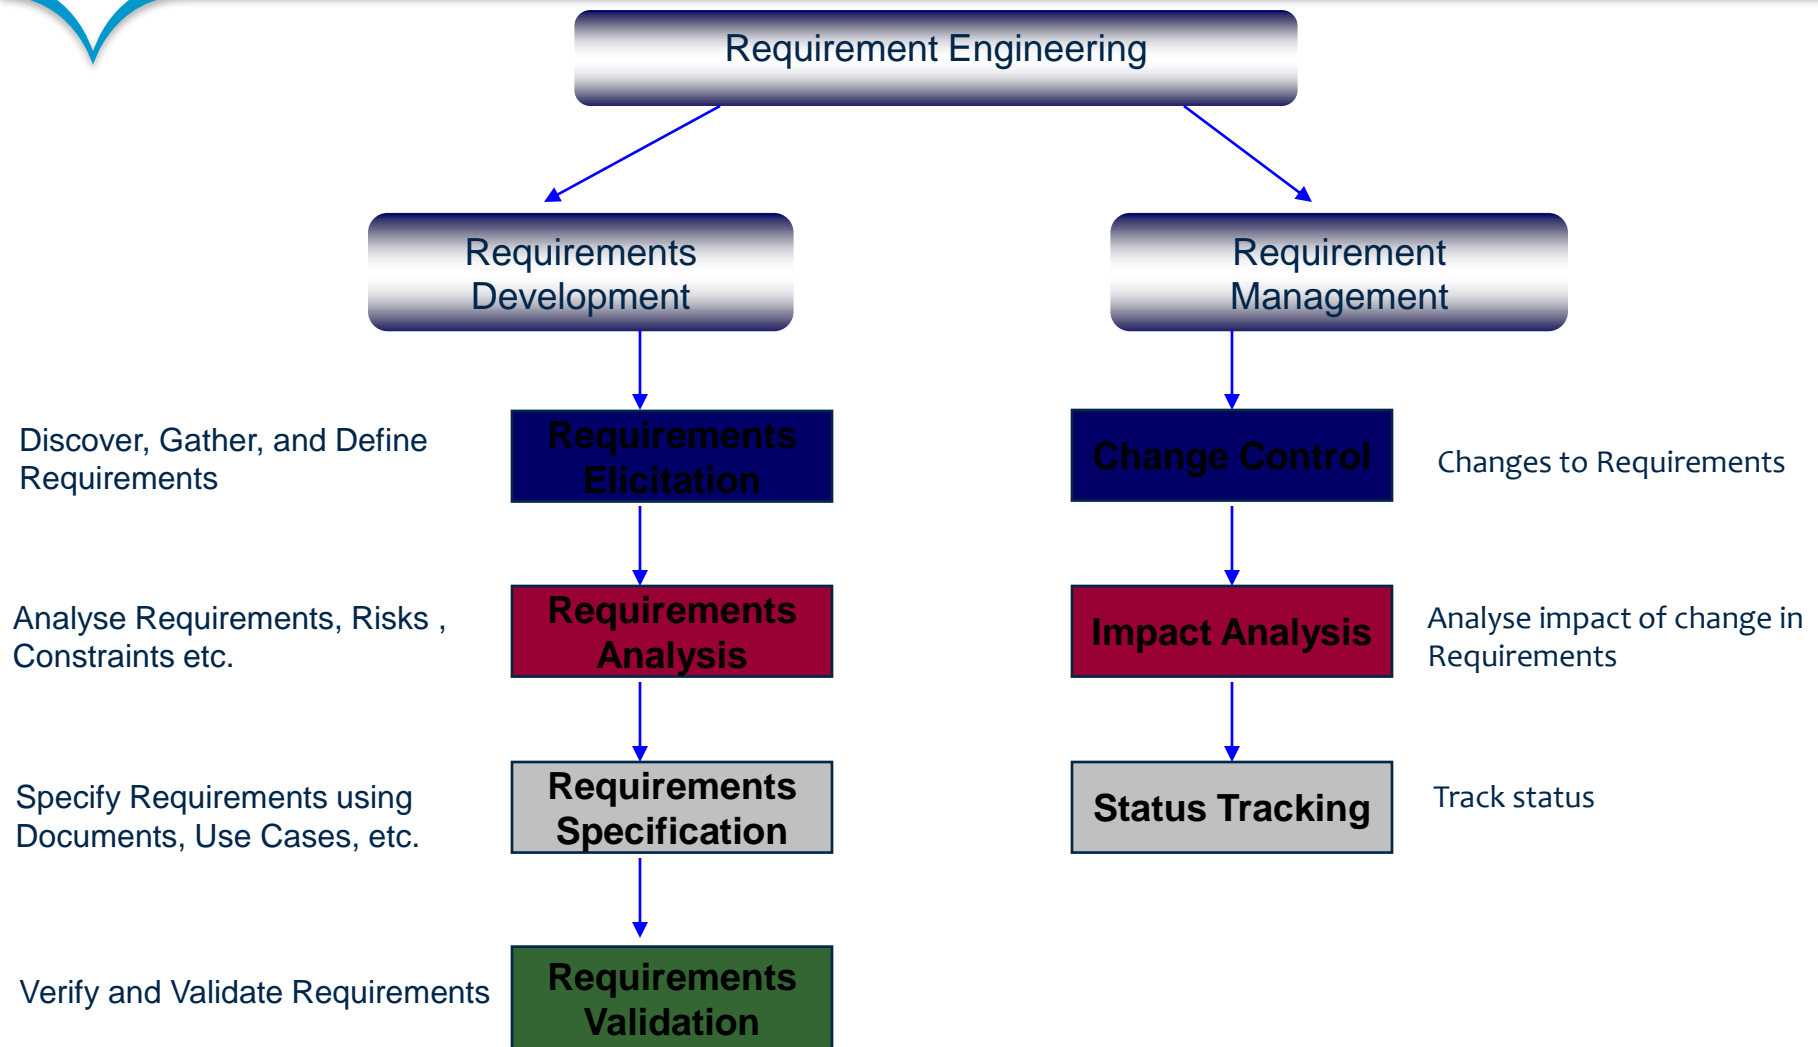 Requirement Engineering
Requirements
Development
Requirement
Management
Discover, Gather, and Define
Requirements
Requirements
Elicitation
Change Control
Changes to Requirements
Analyse Requirements, Risks ,
Constraints etc.
Requirements
Analysis
Impact Analysis
Analyse impact of change in
Requirements
Specify Requirements using
Documents, Use Cases, etc.
Requirements
Specification
Status Tracking
Track status
Verify and Validate Requirements
Requirements
Validation